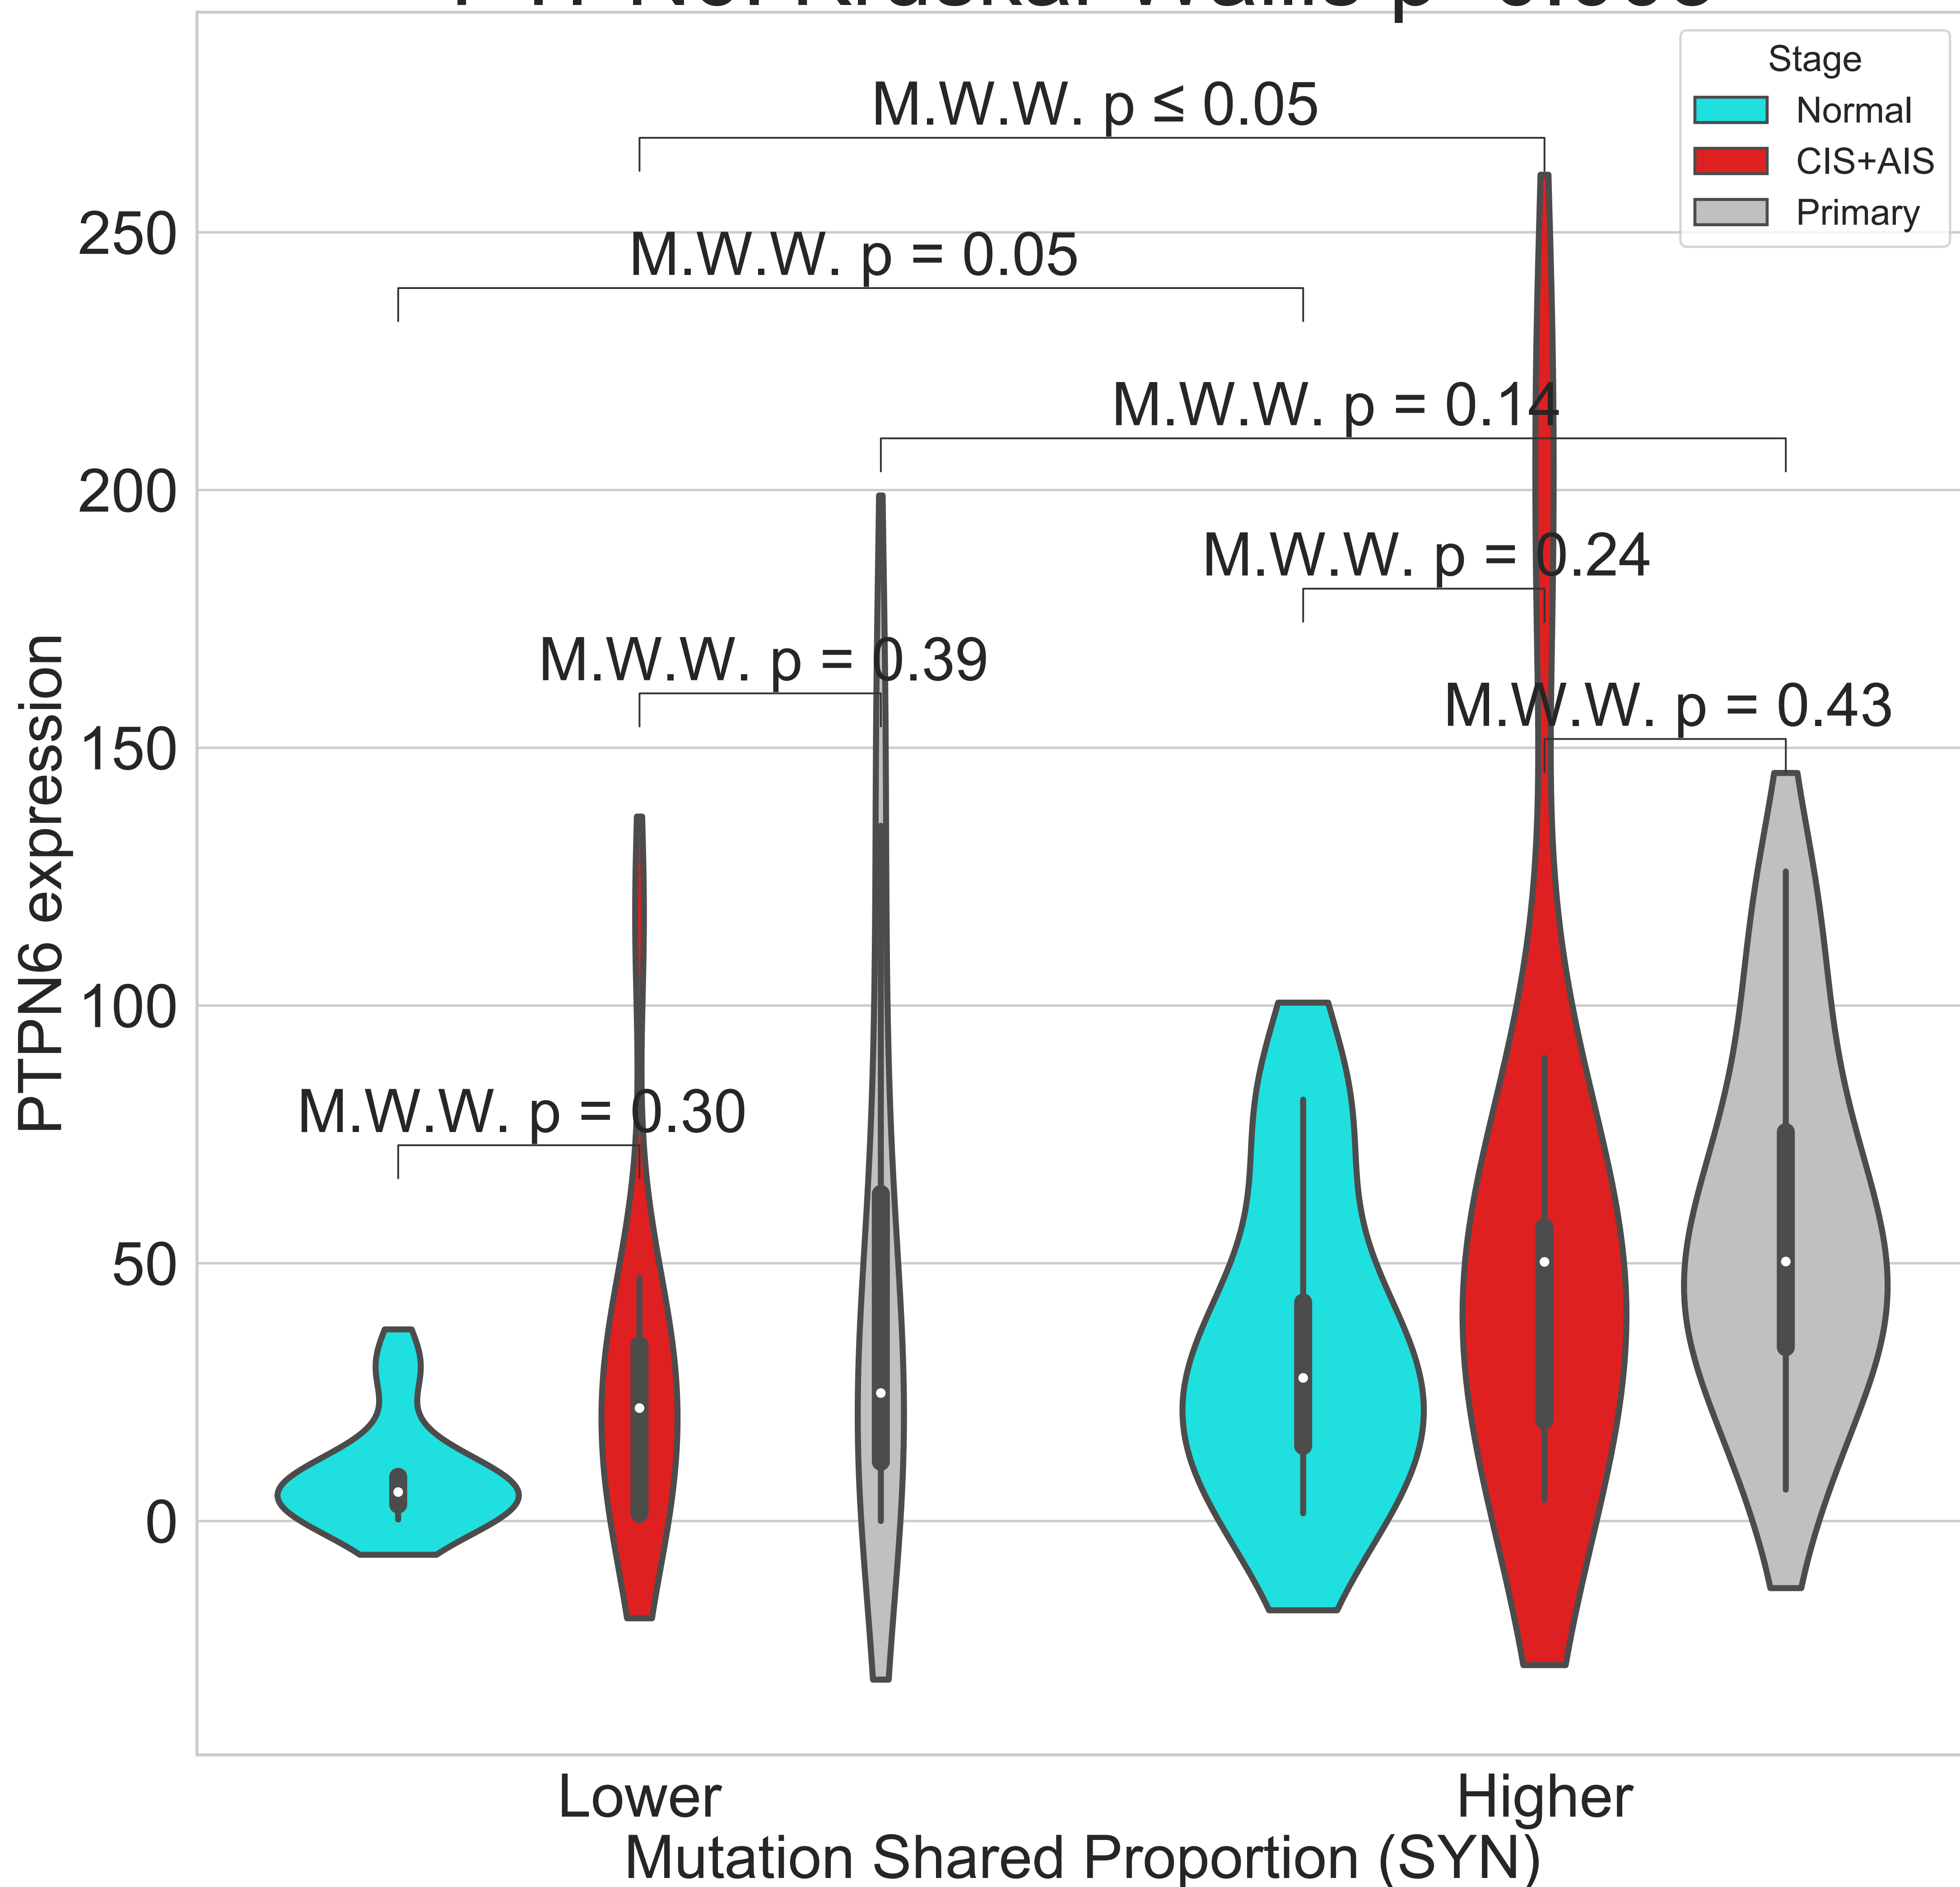 Stage
Normal
CIS+AIS
Primary
M.W.W. p ≤ 0.05
M.W.W. p = 0.05
M.W.W. p = 0.14
M.W.W. p = 0.24
M.W.W. p = 0.39
M.W.W. p = 0.43
M.W.W. p = 0.30
PTPN6 expression
250
200
150
100
50
0
Lower
Higher
Mutation Shared Proportion (SYN)